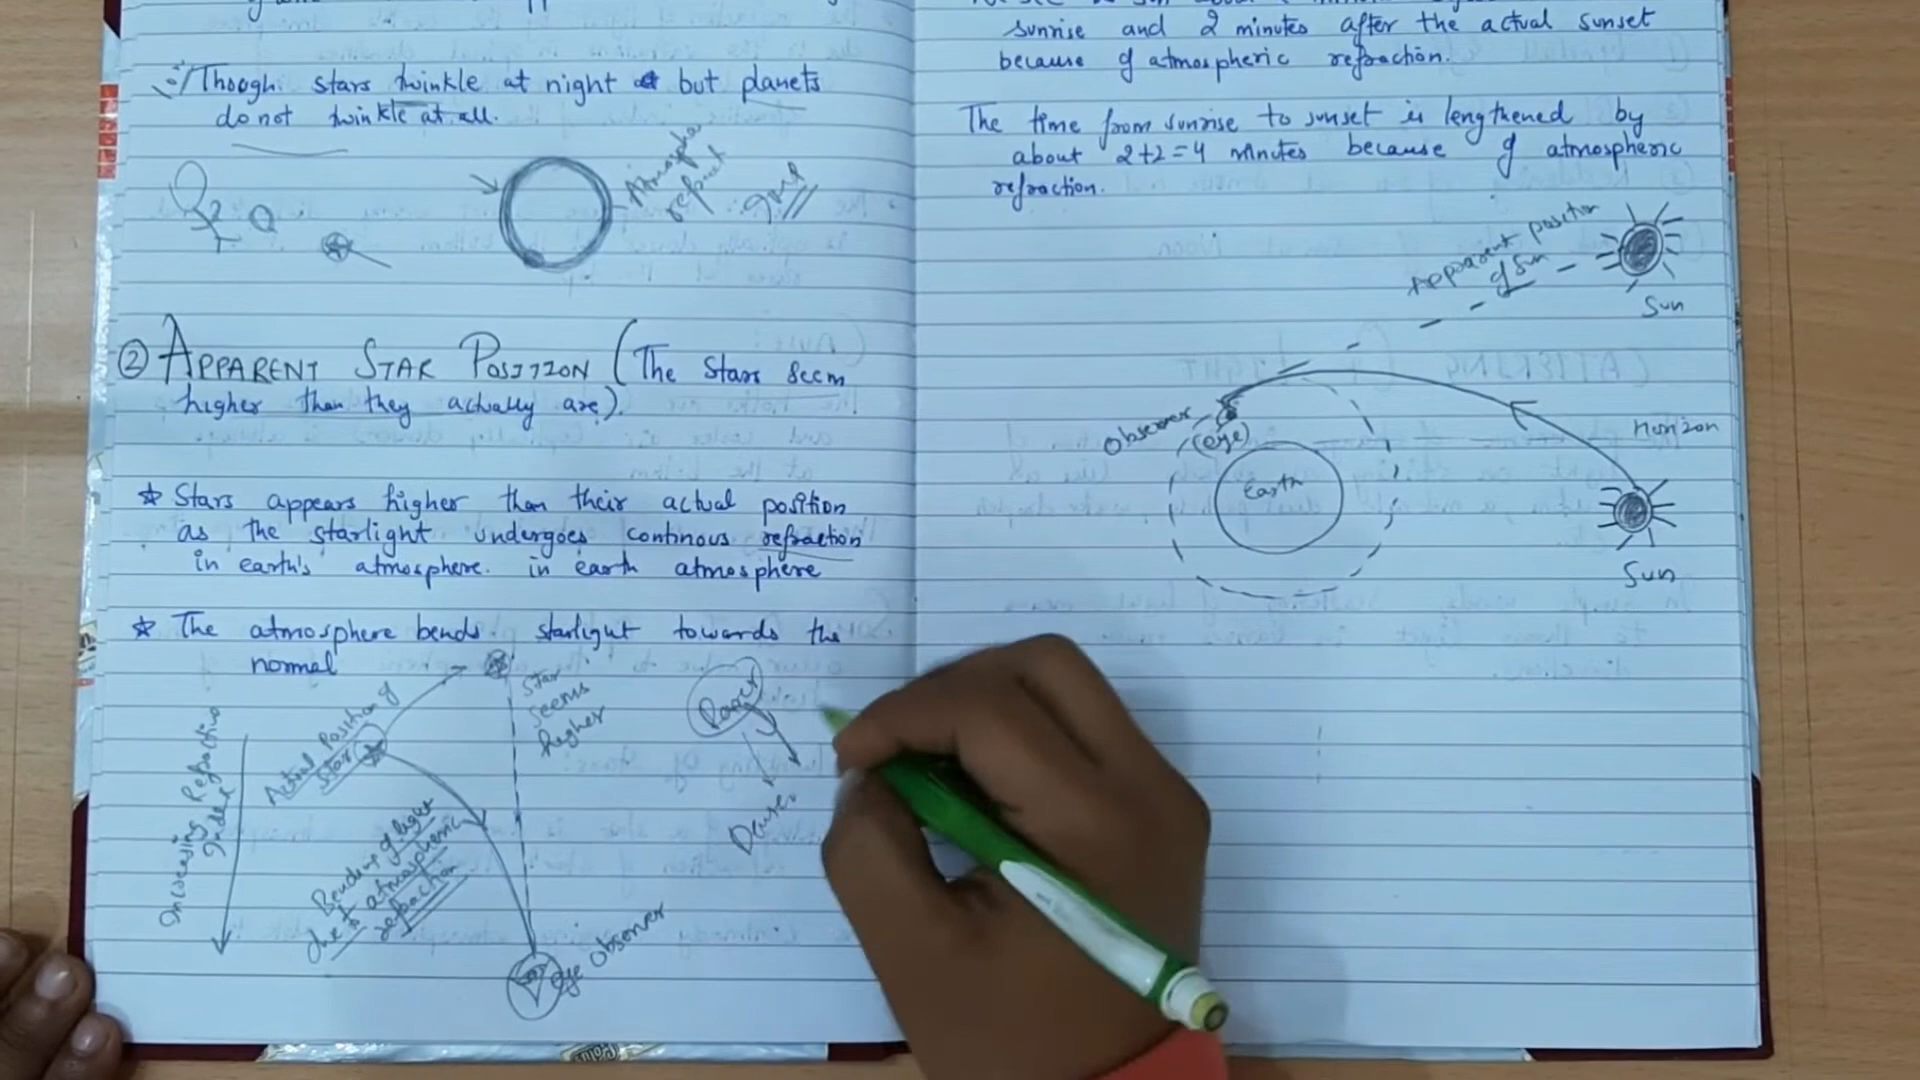 Though stars twinkle at night but planets
do not twinkle at all.
Atmosphe
refract
grad
② APPARENT STAR POSITION (The Stars seem
higher than they actually are).
☆ Stars appears higher than their actual position
as the starlight undergoes continous refraction
in earth's atmosphere. in earth atmosphere
☆ The atmosphere bends starlight towards the
normal
Star
seems
higher
Actual Position of
Star
Increasing Refractive
Index
Bending of light
due to atmospheric
refraction
Rarer
Denser
eye Observer
sunrise and 2 minutes after the actual sunset
because of atmospheric refraction.
The time from sunrise to sunset is lengthened by
about 2+2=4 minutes because of atmospheric
refraction.
Apparent position
of Sun
Sun
Observer
(eye)
Horizon
Earth
Sun